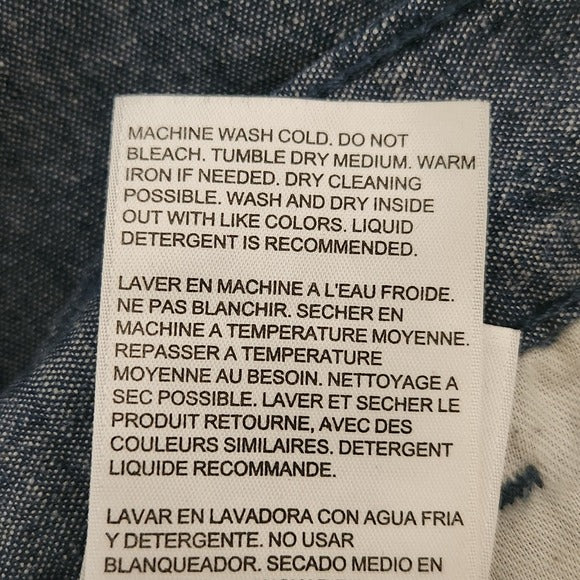 MACHINE WASH COLD. DO NOT
BLEACH. TUMBLE DRY MEDIUM. WARM
IRON IF NEEDED. DRY CLEANING
POSSIBLE. WASH AND DRY INSIDE
OUT WITH LIKE COLORS. LIQUID
DETERGENT IS RECOMMENDED.
LAVER EN MACHINE A L'EAU FROIDE.
NE PAS BLANCHIR. SECHER EN
MACHINE A TEMPERATURE MOYENNE.
REPASSER A TEMPERATURE
MOYENNE AU BESOIN. NETTOYAGE A
SEC POSSIBLE. LAVER ET SECHER LE
PRODUIT RETOURNE, AVEC DES
COULEURS SIMILAIRES. DETERGENT
LIQUIDE RECOMMANDE.
LAVAR EN LAVADORA CON AGUA FRIA
Y DETERGENTE. NO USAR
BLANQUEADOR. SECADO MEDIO EN